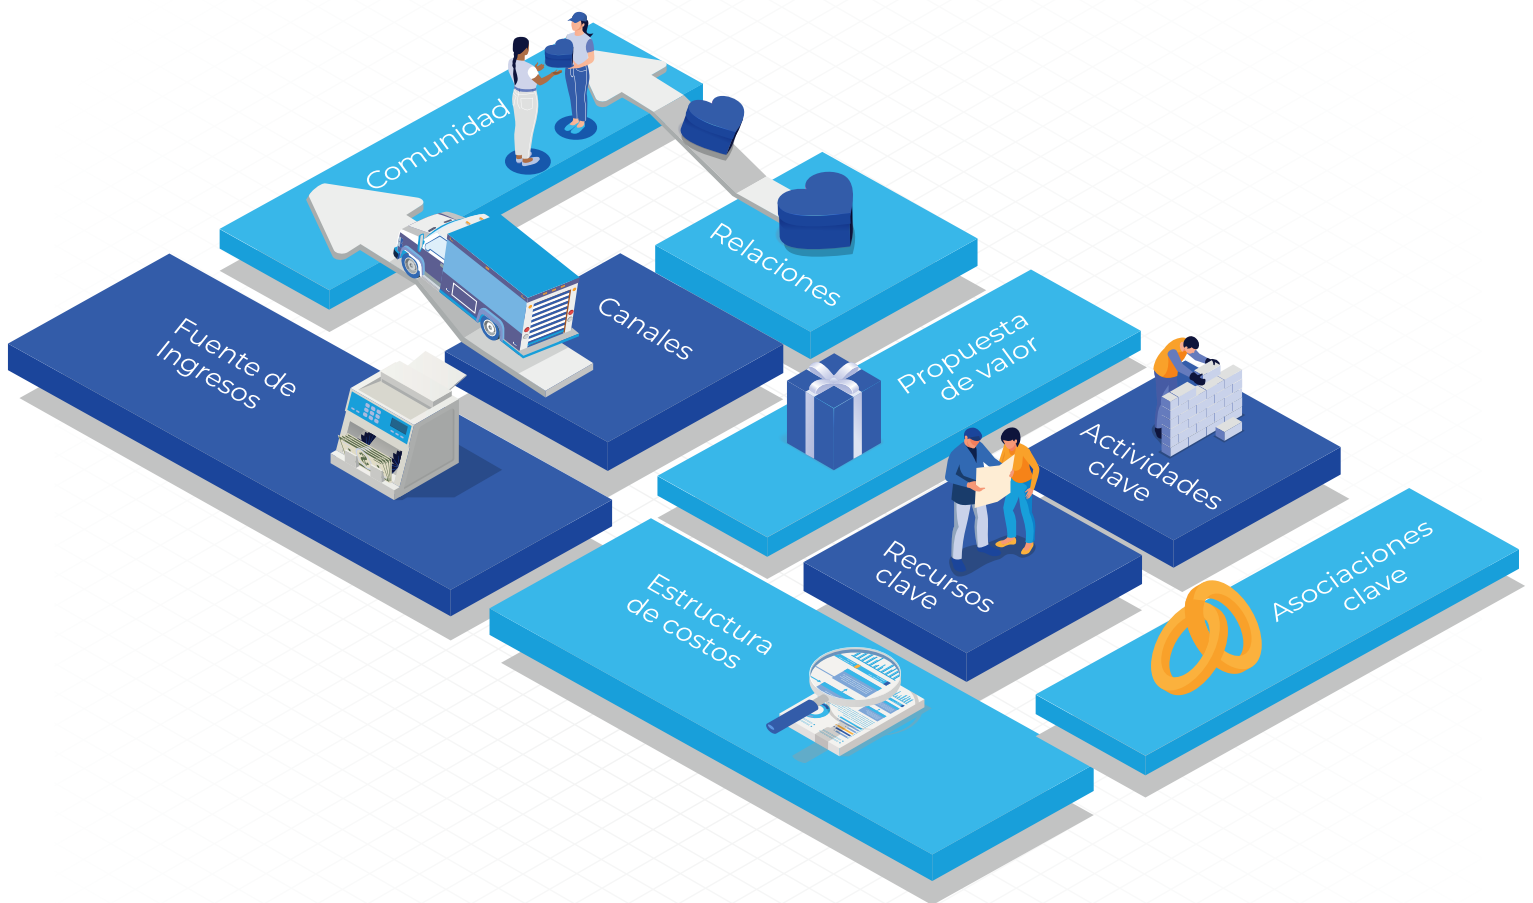 Comunidad
Relaciones
Canales
Fuente de
Ingresos
Propuesta
de valor
Actividades
clave
Recursos
clave
Asociaciones
clave
Estructura
de costos